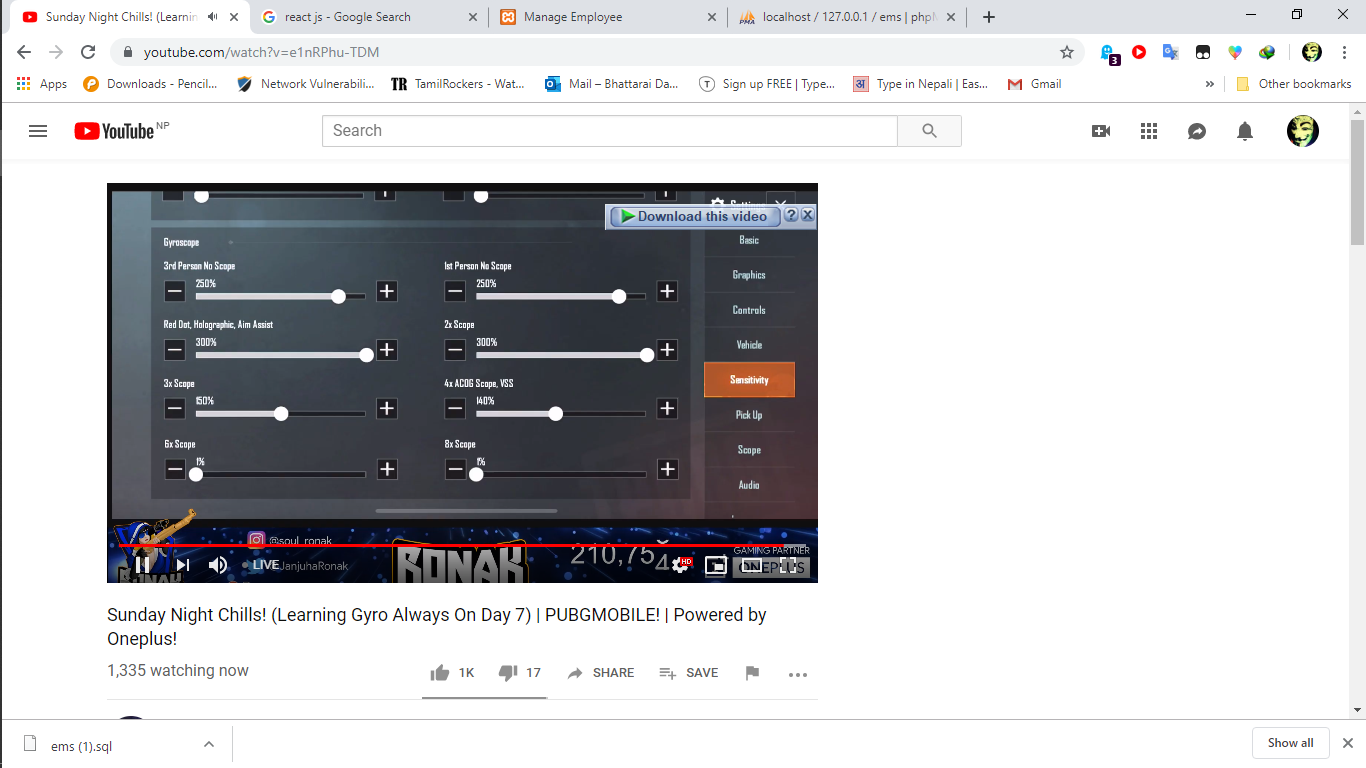 Sunday Night Chills! (Learnin
react js - Google Search
Manage Employee
localhost / 127.0.0.1 / ems | phpM
youtube.com/watch?v=e1nRPhu-TDM
3
Apps
Downloads - Pencil...
Network Vulnerabili...
TR
TamilRockers - Wat...
Mail – Bhattarai Da...
T
Sign up FREE | Type...
अ
Type in Nepali | Eas...
Gmail
»
Other bookmarks
YouTube NP
Search
Settings
Download this video
?
Gyroscope
Basic
3rd Person No Scope
1st Person No Scope
Graphics
250%
250%
Controls
Red Dot, Holographic, Aim Assist
2x Scope
300%
300%
Vehicle
3x Scope
4x ACOG Scope, VSS
Sensitivity
150%
140%
Pick Up
6x Scope
8x Scope
Scope
1%
1%
Audio
@soul_ronak
RONAK
RONAK
210,754
GAMING PARTNER
ONEPLUS
LIVE
JanjuhaRonak
HD
Sunday Night Chills! (Learning Gyro Always On Day 7) | PUBGMOBILE! | Powered by
Oneplus!
1,335 watching now
1K
17
SHARE
SAVE
ems (1).sql
Show all